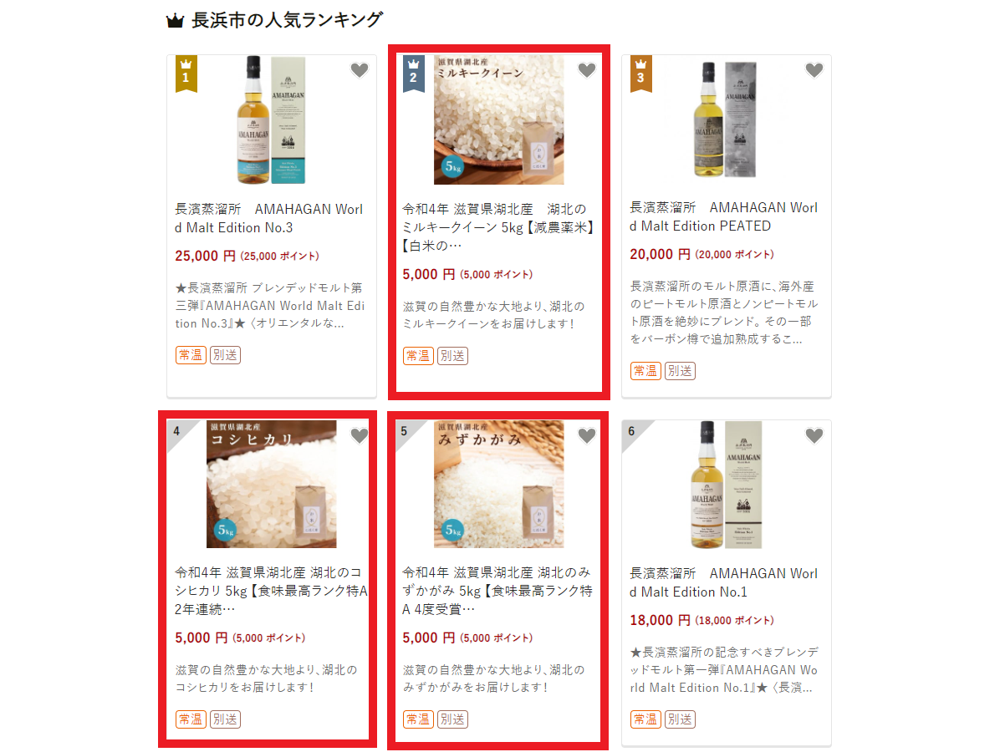 長浜市の人気ランキング
1
AMAHAGAN
AMAHAGAN
長濱蒸溜所　AMAHAGAN Worl
d Malt Edition No.3
25,000 円 (25,000 ポイント)
★長濱蒸溜所 ブレンデッドモルト第
三弾『AMAHAGAN World Malt Edi
tion No.3』★〈オリエンタルな...
常温 別送
2
滋賀県湖北産
ミルキークイーン
5kg
令和4年 滋賀県湖北産　湖北の
ミルキークイーン 5kg【減農薬米】
【白米の…
5,000 円 (5,000 ポイント)
滋賀の自然豊かな大地より、湖北の
ミルキークイーンをお届けします！
常温 別送
3
AMAHAGAN
AMAHAGAN
長濱蒸溜所　AMAHAGAN Worl
d Malt Edition PEATED
20,000 円 (20,000 ポイント)
長濱蒸溜所のモルト原酒に、海外産
のピートモルト原酒とノンピートモル
ト原酒を絶妙にブレンド。その一部
をバーボン樽で追加熟成するこ...
常温 別送
4
滋賀県湖北産
コシヒカリ
5kg
令和4年 滋賀県湖北産 湖北のコ
シヒカリ 5kg【食味最高ランク特A
2年連続…
5,000 円 (5,000 ポイント)
滋賀の自然豊かな大地より、湖北の
コシヒカリをお届けします！
常温 別送
5
滋賀県湖北産
みずかがみ
5kg
令和4年 滋賀県湖北産 湖北のみ
ずかがみ 5kg【食味最高ランク特
A 4度受賞…
5,000 円 (5,000 ポイント)
滋賀の自然豊かな大地より、湖北の
みずかがみをお届けします！
常温 別送
6
AMAHAGAN
AMAHAGAN
長濱蒸溜所　AMAHAGAN Worl
d Malt Edition No.1
18,000 円 (18,000 ポイント)
★長濱蒸溜所の記念すべきブレンデ
ッドモルト第一弾『AMAHAGAN Wo
rld Malt Edition No.1』★〈長濱...
常温 別送